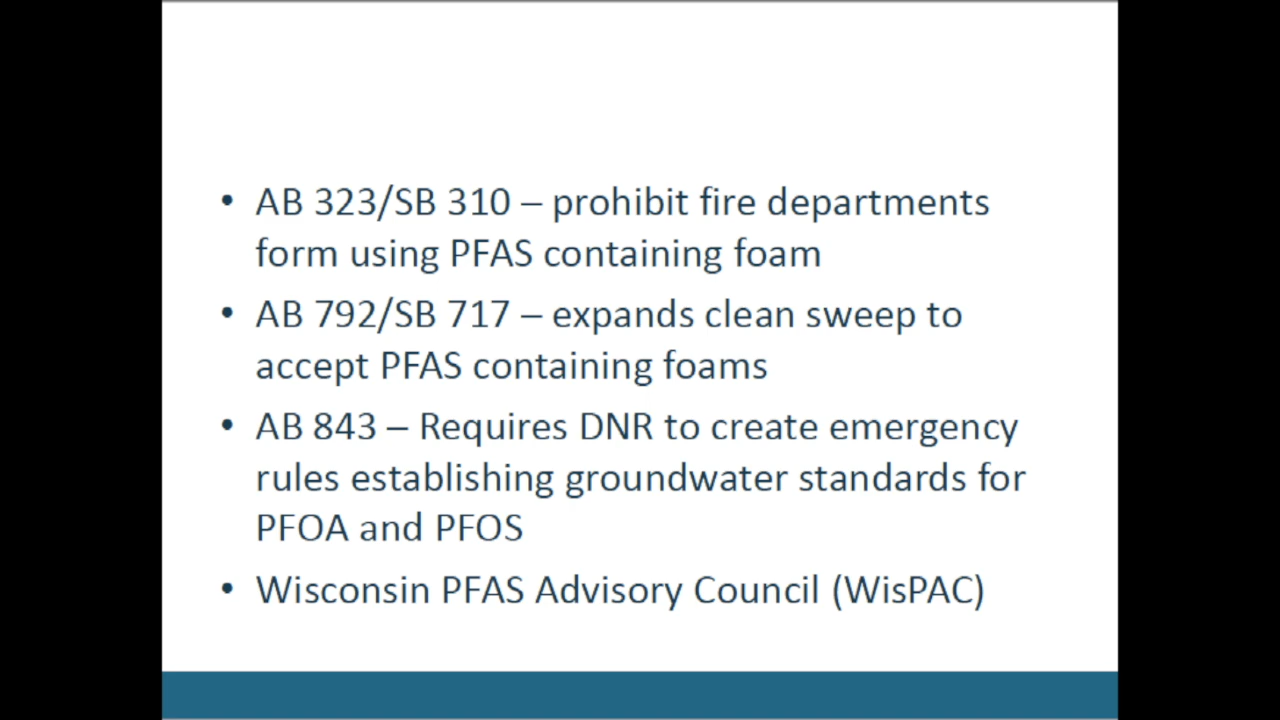 • AB 323/SB 310 – prohibit fire departments
form using PFAS containing foam
• AB 792/SB 717 – expands clean sweep to
accept PFAS containing foams
• AB 843 – Requires DNR to create emergency
rules establishing groundwater standards for
PFOA and PFOS
• Wisconsin PFAS Advisory Council (WisPAC)